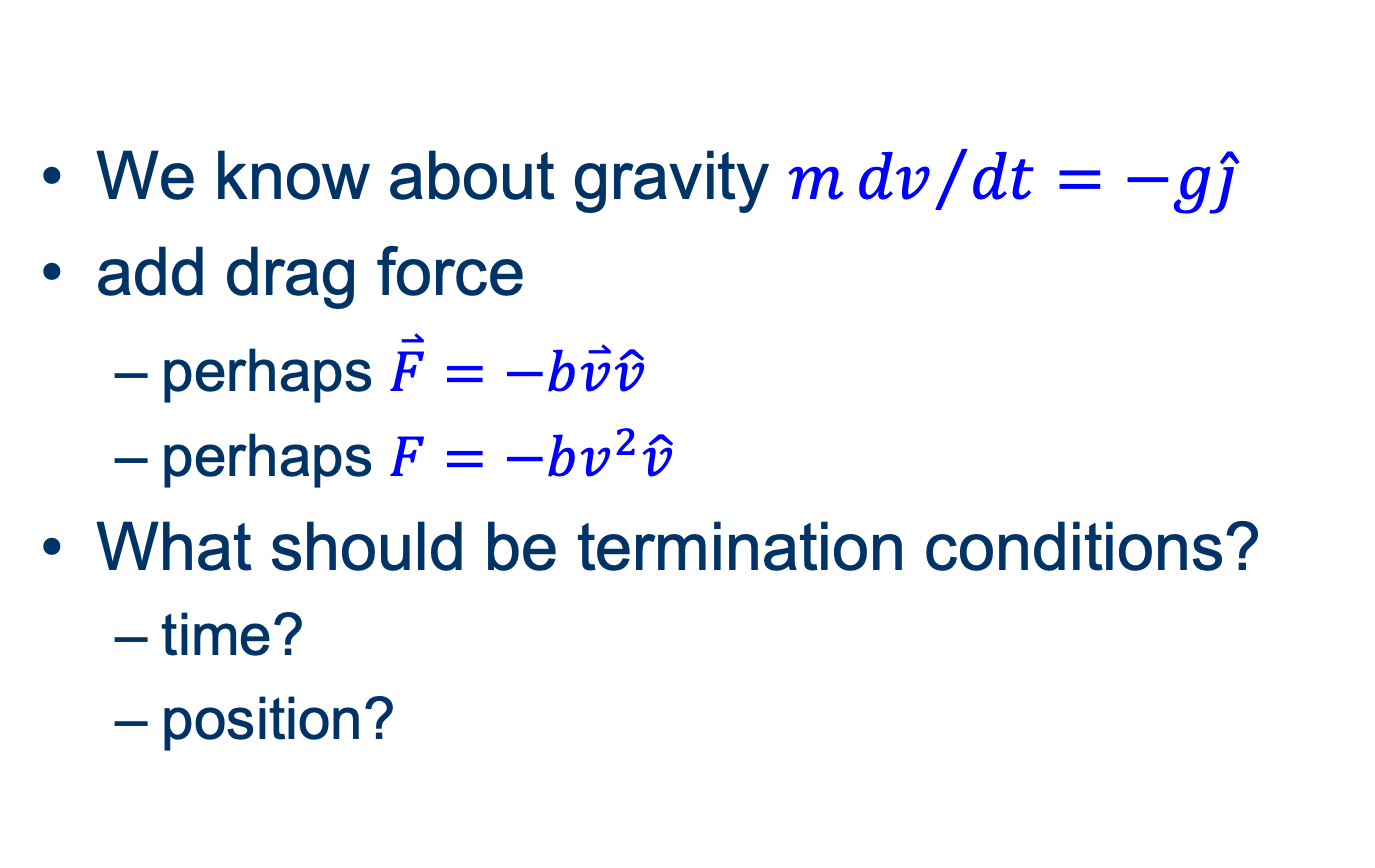 • We know about gravity m dv/dt = −gĵ
• add drag force
– perhaps F⃗ = −bv⃗v̂
– perhaps F = −bv²v̂
• What should be termination conditions?
– time?
– position?